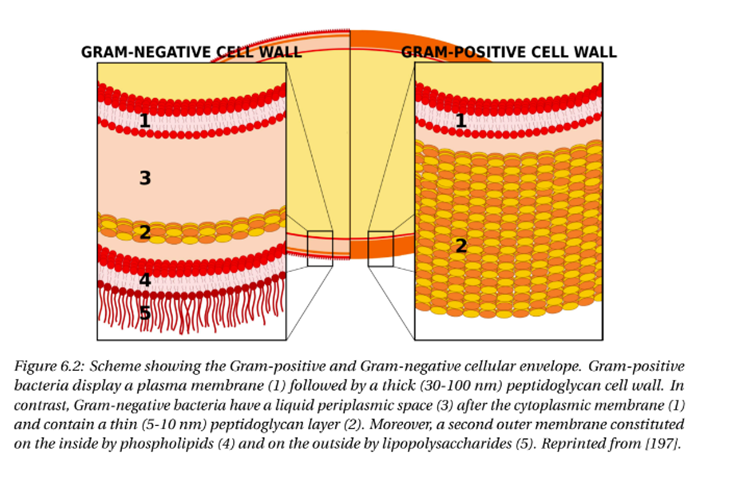 GRAM-NEGATIVE CELL WALL
GRAM-POSITIVE CELL WALL
1
3
2
4
5
1
2
Figure 6.2: Scheme showing the Gram-positive and Gram-negative cellular envelope. Gram-positive
bacteria display a plasma membrane (1) followed by a thick (30-100 nm) peptidoglycan cell wall. In
contrast, Gram-negative bacteria have a liquid periplasmic space (3) after the cytoplasmic membrane (1)
and contain a thin (5-10 nm) peptidoglycan layer (2). Moreover, a second outer membrane constituted
on the inside by phospholipids (4) and on the outside by lipopolysaccharides (5). Reprinted from [197].